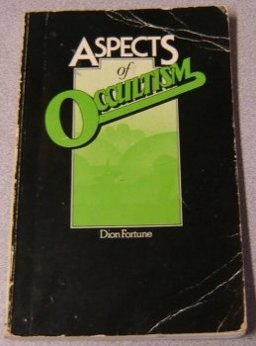 ASPECTS
of
OCCULTISM
Dion Fortune